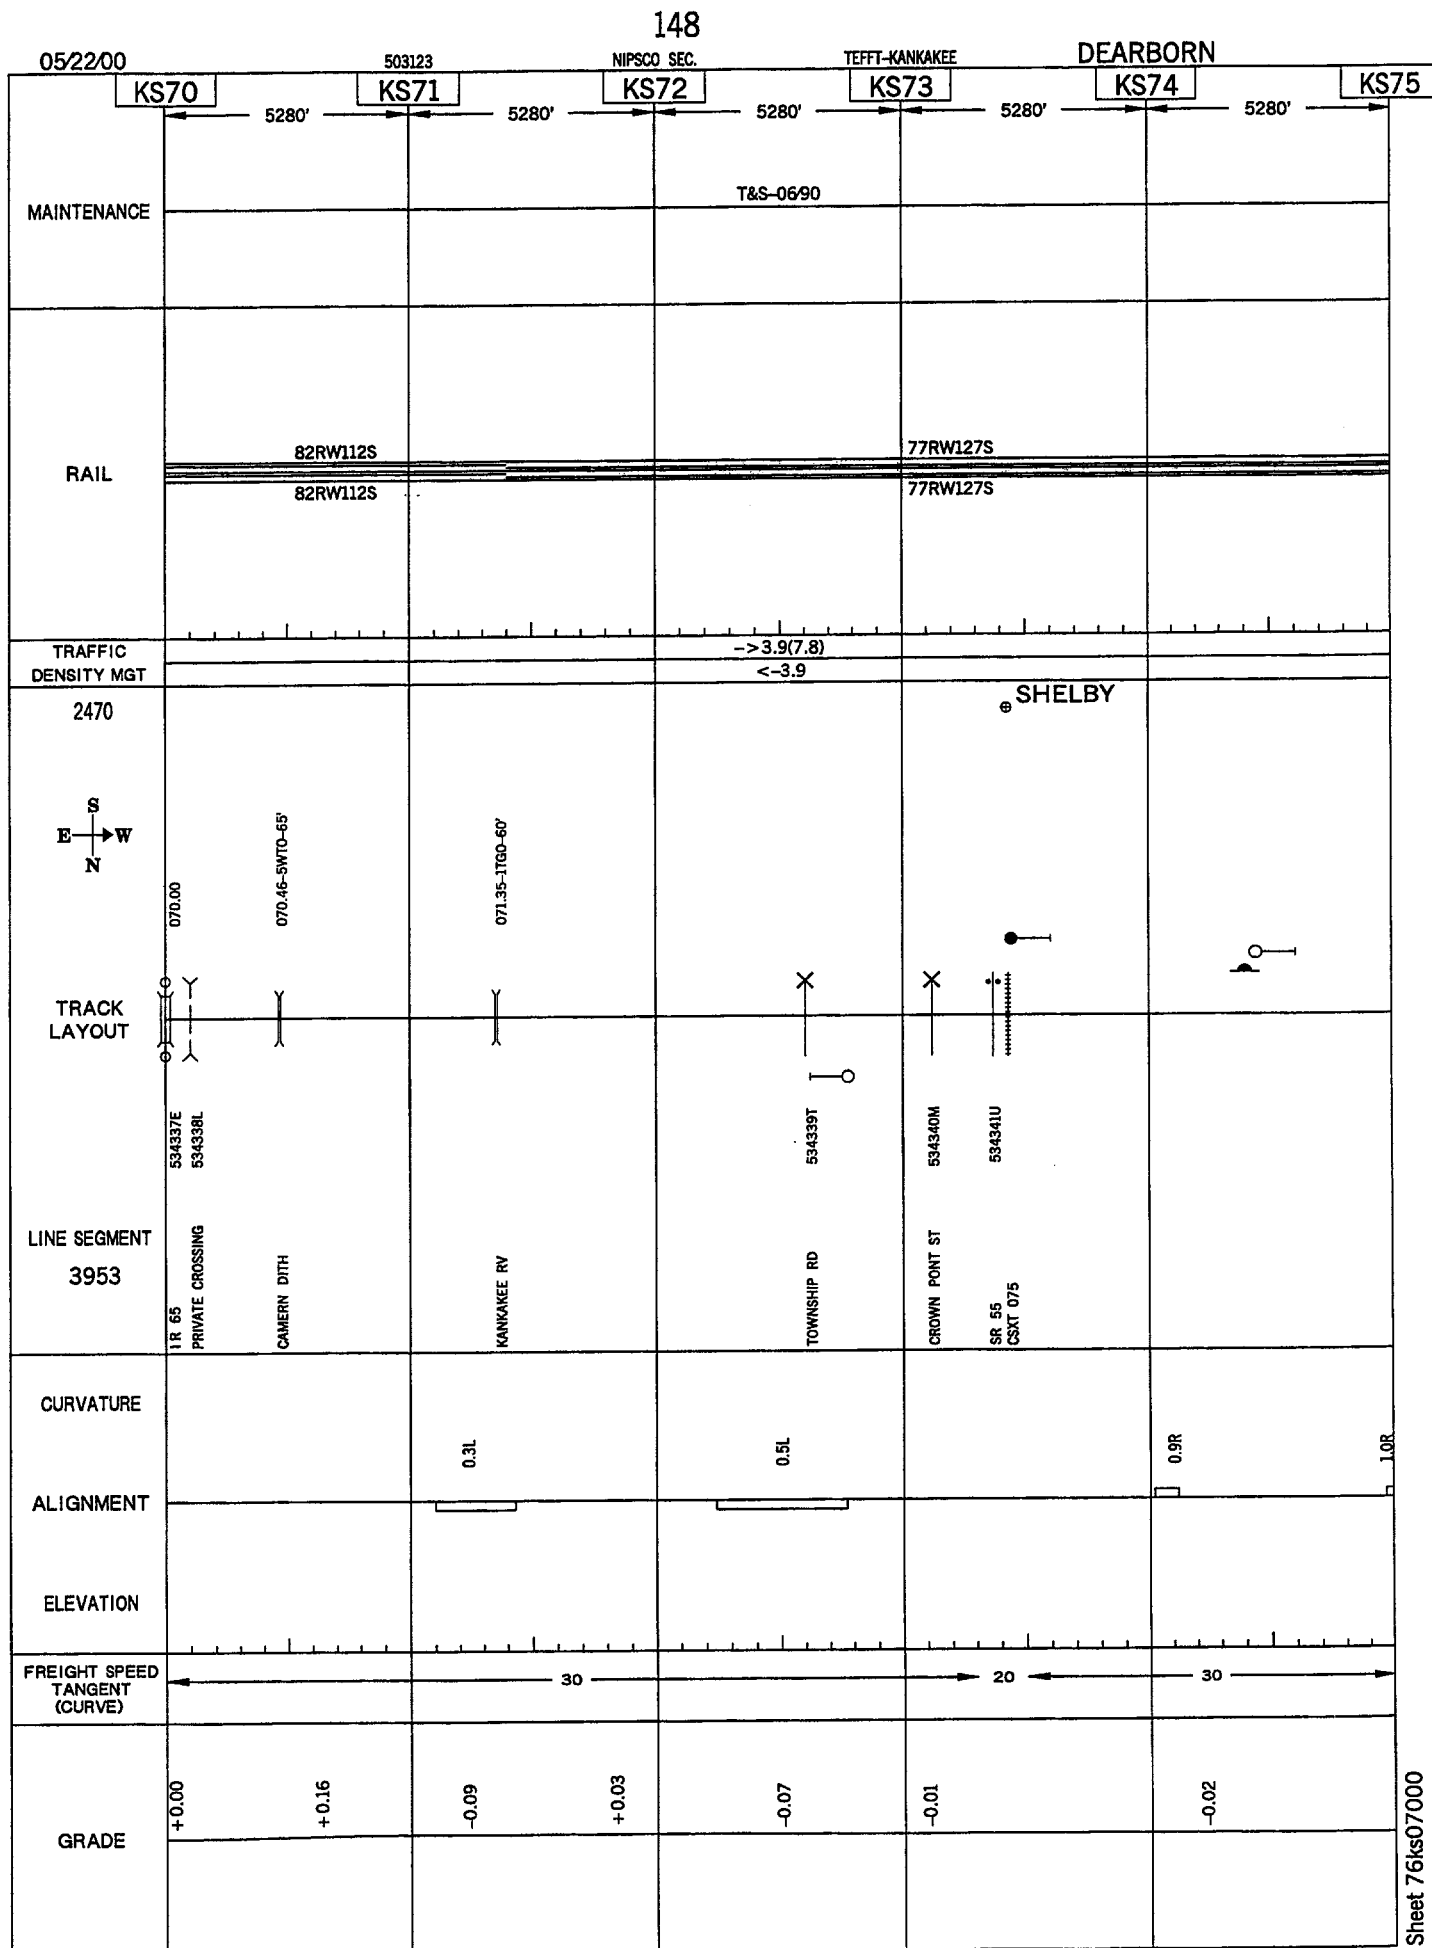 148
05/22/00 503123 NIPSCO SEC. TEFFT-KANKAKEE DEARBORN
KS70 KS71 KS72 KS73 KS74 KS75
5280' 5280' 5280' 5280' 5280'
T&S-06/90
MAINTENANCE
82RW112S 77RW127S
RAIL
82RW112S 77RW127S
TRAFFIC
DENSITY MGT
->3.9(7.8)
<-3.9
2470
SHELBY
S
E W
N
070.00
070.46-5WTO-65'
071.35-1TGO-60'
TRACK
LAYOUT
534337E
534338L
534339T
534340M
534341U
LINE SEGMENT
3953
1R 65
PRIVATE CROSSING
CAMERN DITH
KANKAKEE RV
TOWNSHIP RD
CROWN PONT ST
SR 55
CSXT 075
CURVATURE
0.3L
0.5L
0.9R
1.0R
ALIGNMENT
ELEVATION
FREIGHT SPEED
TANGENT
(CURVE)
30 20 30
+0.00
+0.16
-0.09
+0.03
-0.07
-0.01
-0.02
GRADE
Sheet 76ks07000